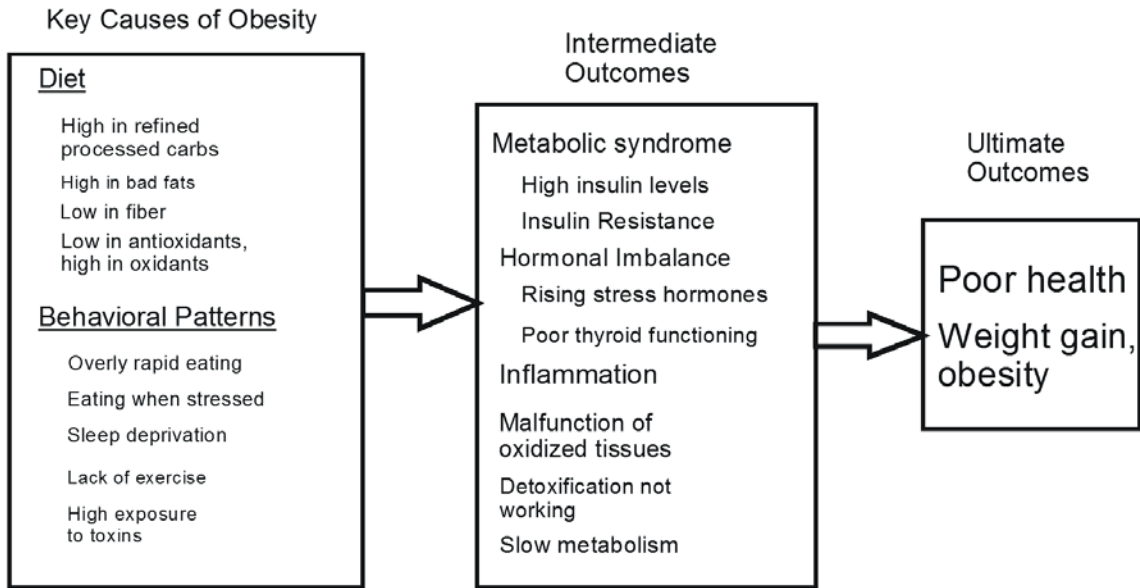 Key Causes of Obesity
Diet
High in refined
processed carbs
High in bad fats
Low in fiber
Low in antioxidants,
high in oxidants
Behavioral Patterns
Overly rapid eating
Eating when stressed
Sleep deprivation
Lack of exercise
High exposure
to toxins
Intermediate
Outcomes
Metabolic syndrome
High insulin levels
Insulin Resistance
Hormonal Imbalance
Rising stress hormones
Poor thyroid functioning
Inflammation
Malfunction of
oxidized tissues
Detoxification not
working
Slow metabolism
Ultimate
Outcomes
Poor health
Weight gain,
obesity